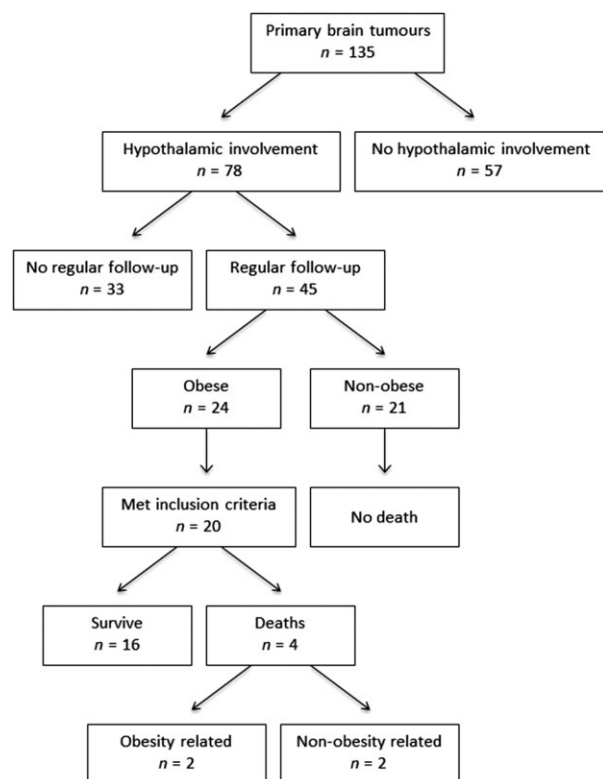 Primary brain tumours
n = 135
Hypothalamic involvement
n = 78
No hypothalamic involvement
n = 57
No regular follow-up
n = 33
Regular follow-up
n = 45
Obese
n = 24
Non-obese
n = 21
Met inclusion criteria
n = 20
No death
Survive
n = 16
Deaths
n = 4
Obesity related
n = 2
Non-obesity related
n = 2